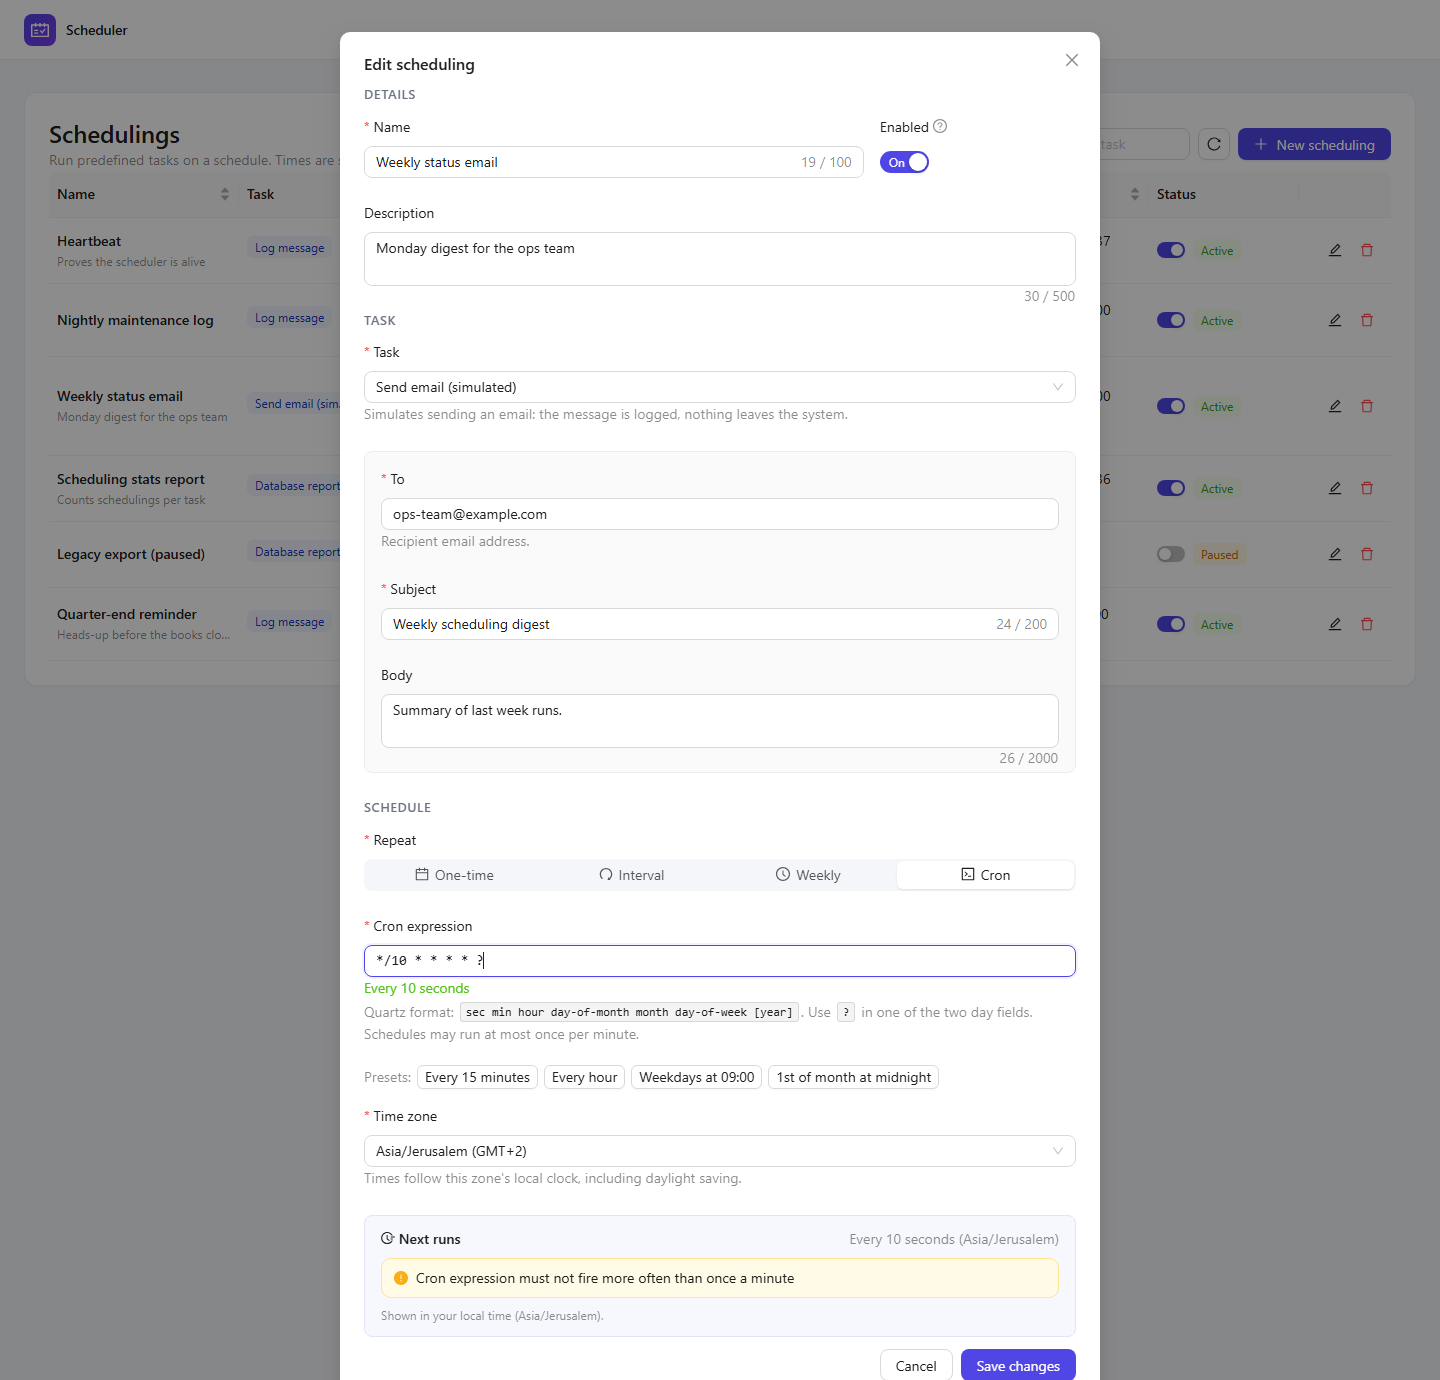 Scheduler
Edit scheduling
DETAILS
* Name
Enabled
Weekly status email 19 / 100
On
Description
Monday digest for the ops team
30 / 500
TASK
* Task
Send email (simulated)
Simulates sending an email: the message is logged, nothing leaves the system.
* To
ops-team@example.com
Recipient email address.
* Subject
Weekly scheduling digest 24 / 200
Body
Summary of last week runs.
26 / 2000
SCHEDULE
* Repeat
One-time Interval Weekly Cron
* Cron expression
*/10 * * * * ?
Every 10 seconds
Quartz format: sec min hour day-of-month month day-of-week [year] . Use ? in one of the two day fields.
Schedules may run at most once per minute.
Presets: Every 15 minutes Every hour Weekdays at 09:00 1st of month at midnight
* Time zone
Asia/Jerusalem (GMT+2)
Times follow this zone's local clock, including daylight saving.
Next runs Every 10 seconds (Asia/Jerusalem)
Cron expression must not fire more often than once a minute
Shown in your local time (Asia/Jerusalem).
Cancel Save changes
Schedulings
Run predefined tasks on a schedule. Times are
task
New scheduling
Name Task Status
Heartbeat
Proves the scheduler is alive
Log message
37
Active
Nightly maintenance log
Log message
00
Active
Weekly status email
Monday digest for the ops team
Send email (sim
00
Active
Scheduling stats report
Counts schedulings per task
Database report
36
Active
Legacy export (paused)
Database report
Paused
Quarter-end reminder
Heads-up before the books clo...
Log message
00
Active